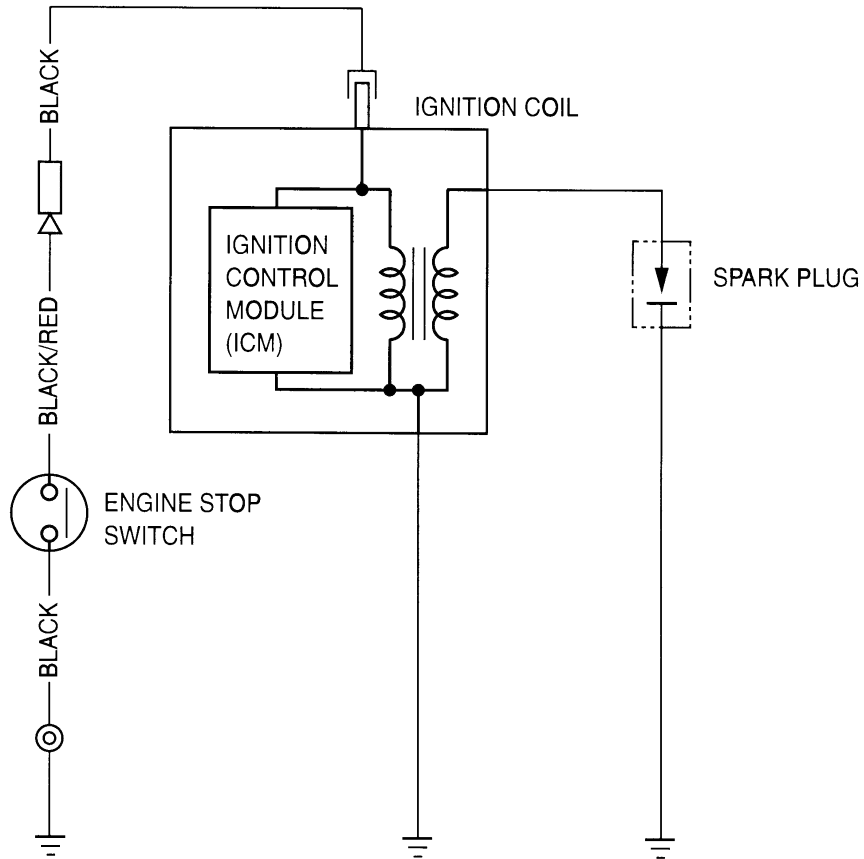 BLACK
IGNITION COIL
IGNITION
CONTROL
MODULE
(ICM)
SPARK PLUG
BLACK/RED
ENGINE STOP
SWITCH
BLACK